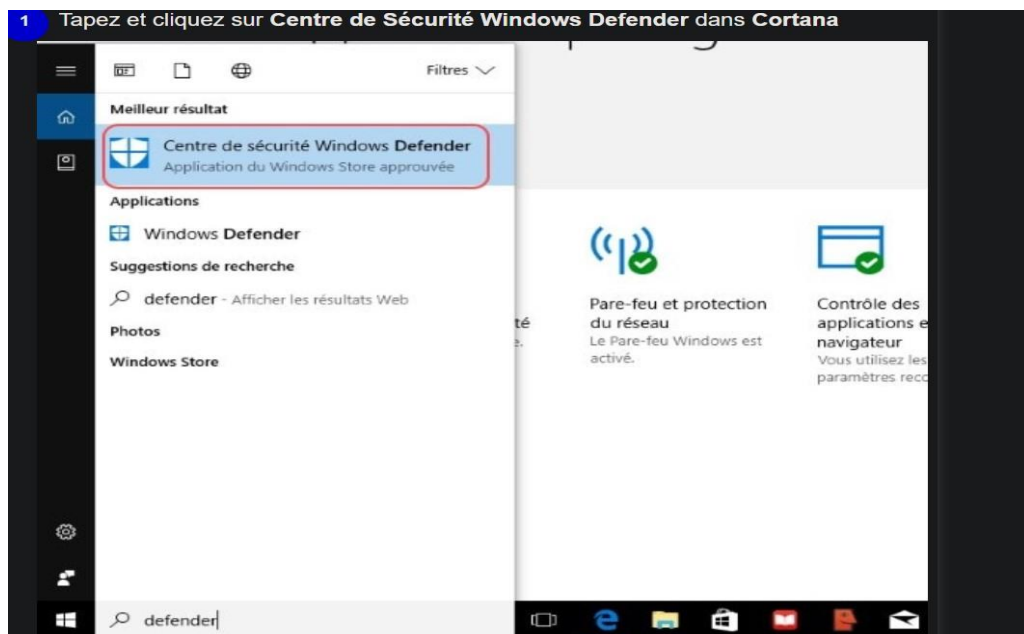 1 Tapez et cliquez sur Centre de Sécurité Windows Defender dans Cortana
Filtres
Meilleur résultat
Centre de sécurité Windows Defender
Application du Windows Store approuvée
Applications
Windows Defender
Suggestions de recherche
defender - Afficher les résultats Web
Photos
Windows Store
defender
té
e.
Pare-feu et protection
du réseau
Le Pare-feu Windows est
activé.
Contrôle des
applications e
navigateur
Vous utilisez les
paramètres reco